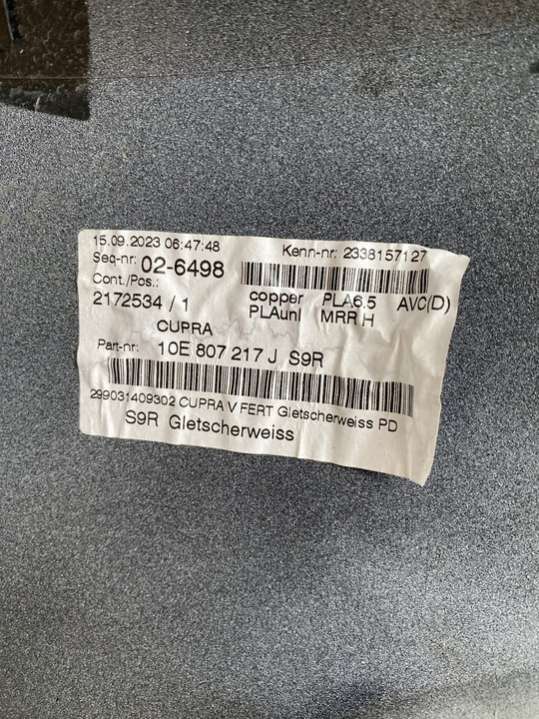 15.09.2023 06:47:48 Kenn-nr: 2338157127
Seq-nr: 02-6498
Cont./Pos.:
2172534 / 1 copper PLA6.5 AVC(D)
PLAunl MRR H
CUPRA
Part-nr: 10E 807 217 J S9R
299031409302 CUPRA V FERT Gletscherweiss PD
S9R Gletscherweiss